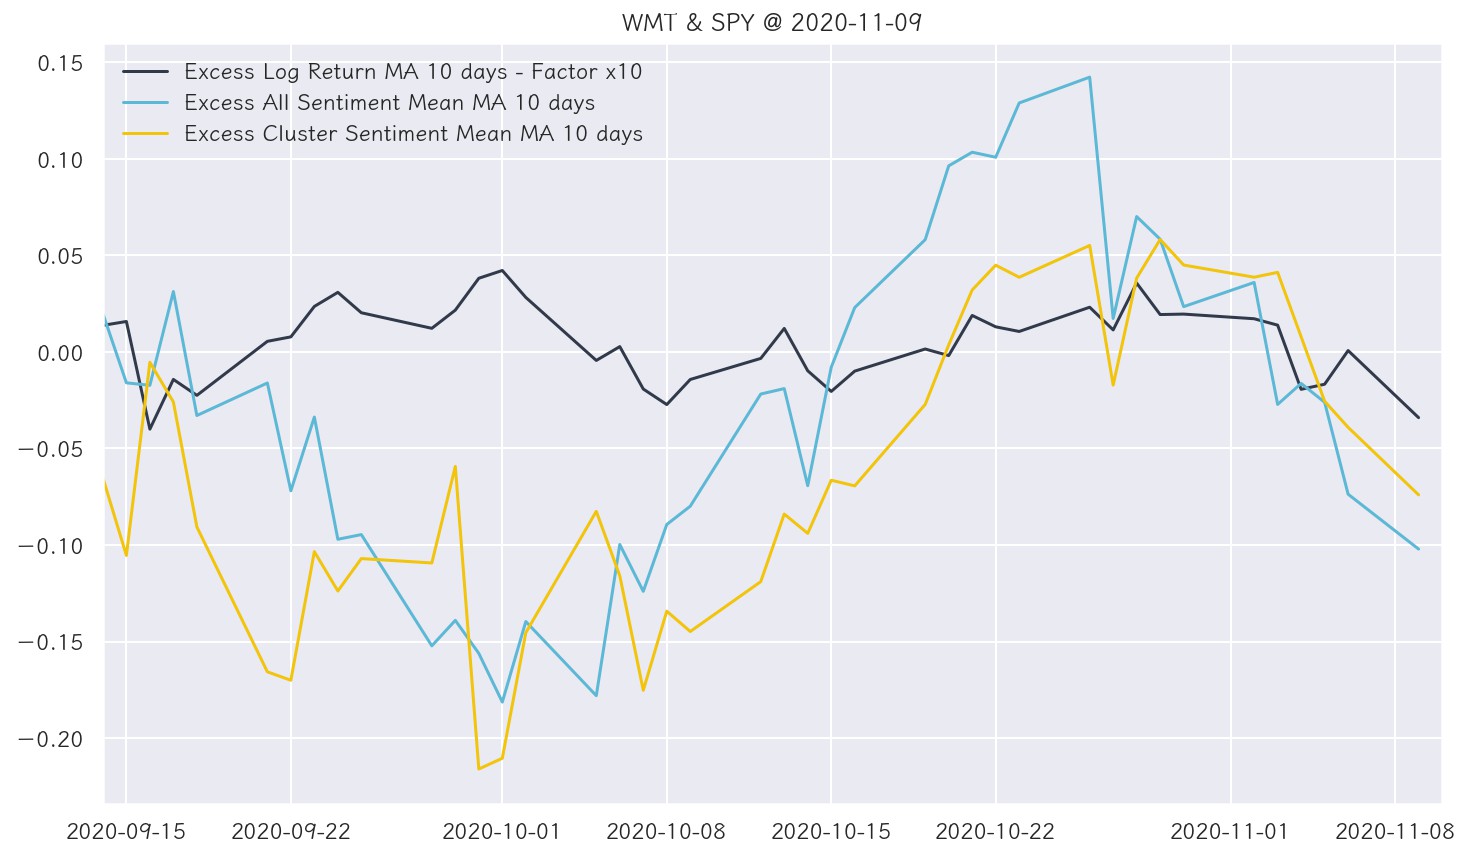 WMT & SPY @ 2020-11-09
Excess Log Return MA 10 days - Factor x10
Excess All Sentiment Mean MA 10 days
Excess Cluster Sentiment Mean MA 10 days
0.15
0.10
0.05
0.00
−0.05
−0.10
−0.15
−0.20
2020-09-15 2020-09-22 2020-10-01 2020-10-08 2020-10-15 2020-10-22 2020-11-01 2020-11-08